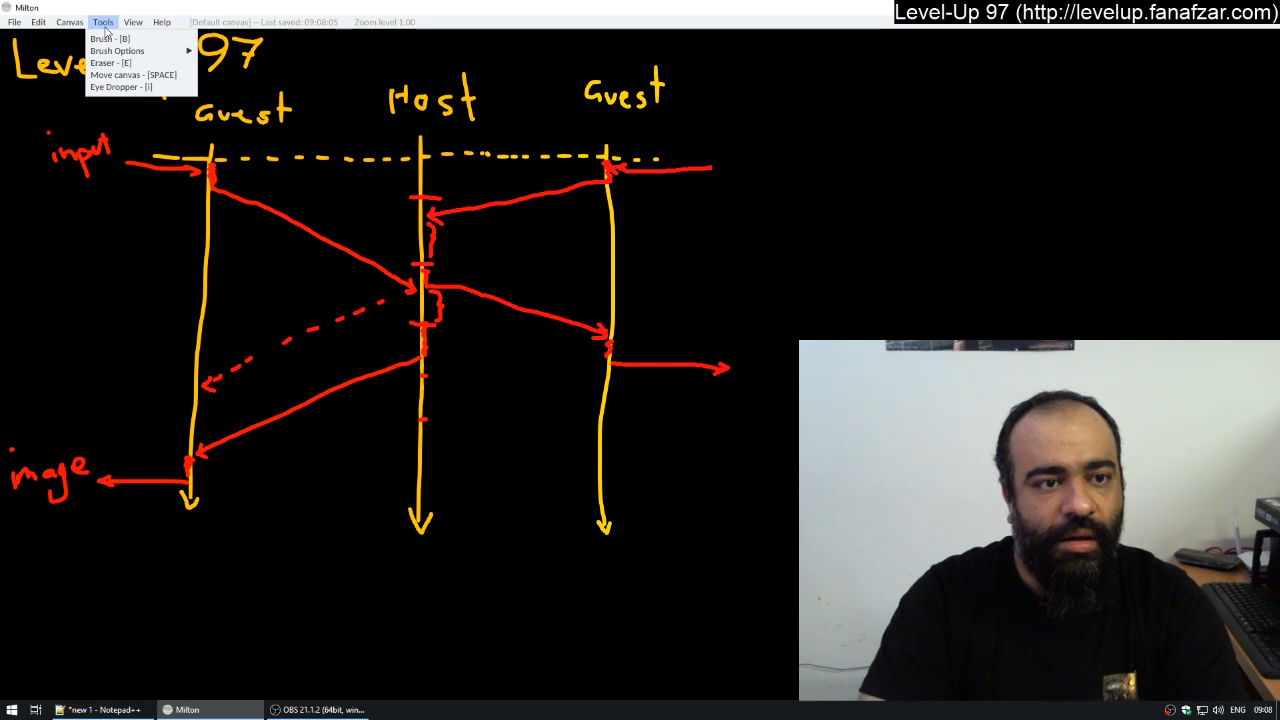 Milton
Level-Up 97 (http://levelup.fanafzar.com)
File Edit Canvas Tools View Help [Default canvas] -- Last saved: 09:08:05 Zoom level 1.00
Brush - [B]
Brush Options
Eraser - [E]
Move canvas - [SPACE]
Eye Dropper - [i]
97
Guest Host Guest
input
image
*new 1 - Notepad++ Milton OBS 21.1.2 (64bit, win... ENG 09:08